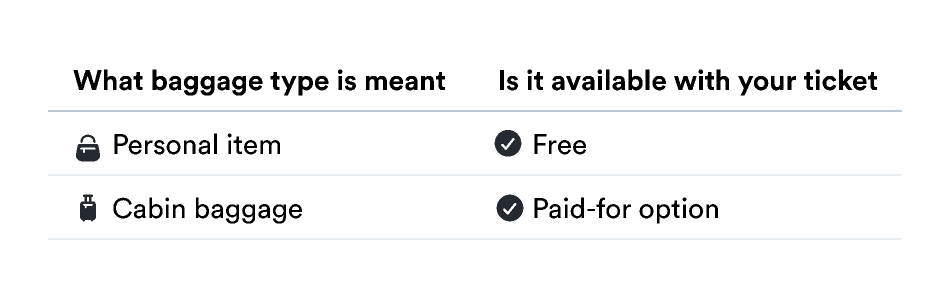 What baggage type is meant Is it available with your ticket
Personal item Free
Cabin baggage Paid-for option